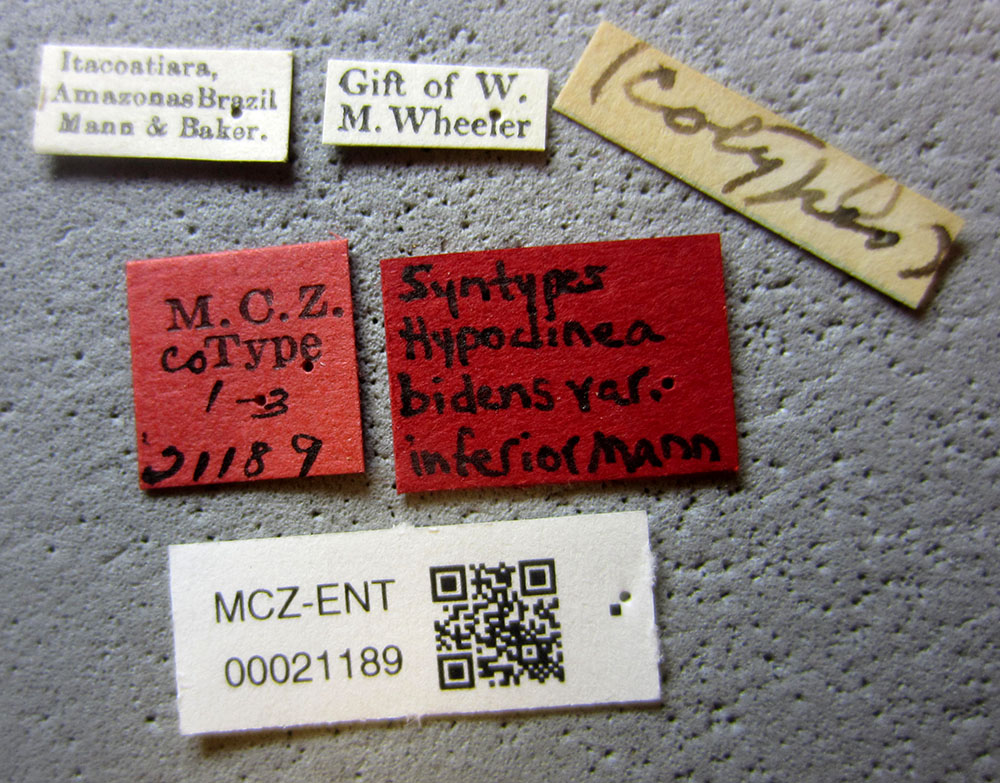 Itacoatiara,
Amazonas Brazil
Mann & Baker.
Gift of W.
M. Wheeler
(cotypes)
M.C.Z.
coType
1-3
21189
Syntypes
Hypoclinea
bidens var.
inferior Mann
MCZ-ENT
00021189